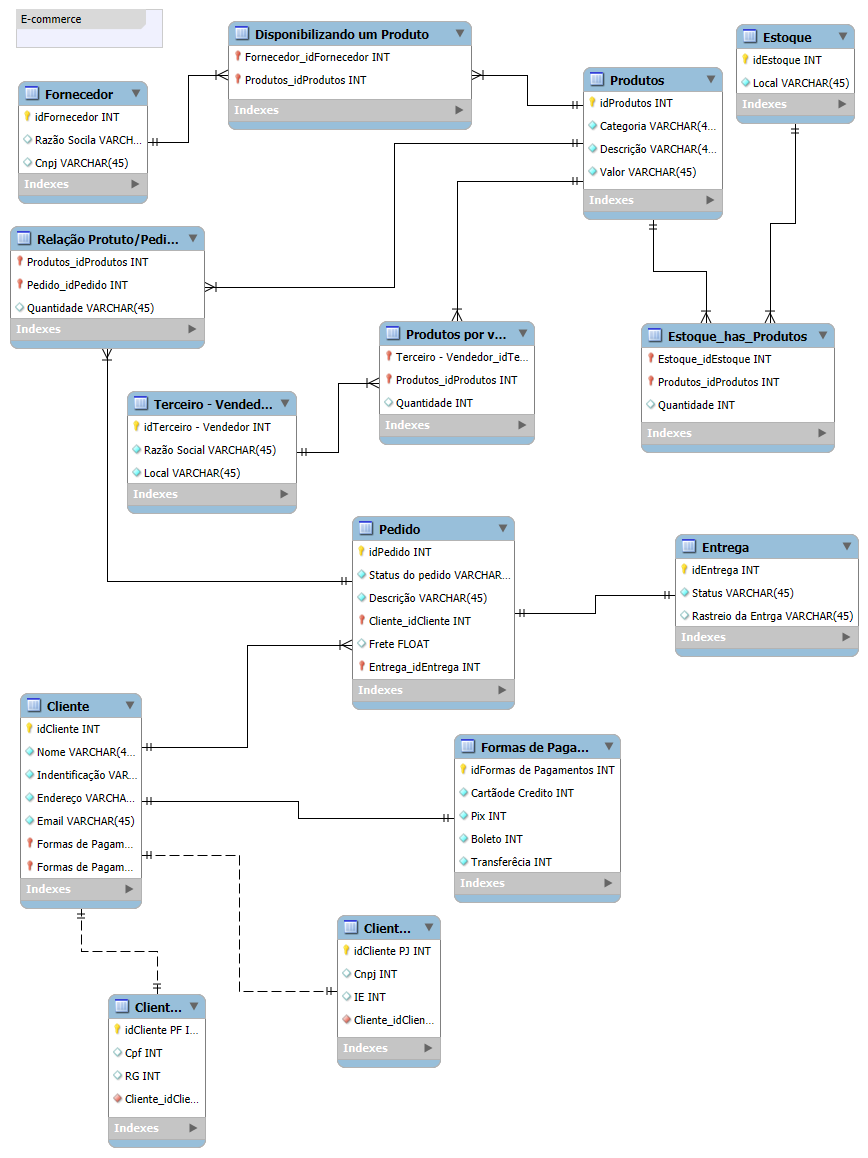 E-commerce
Disponibilizando um Produto
Fornecedor_idFornecedor INT
Produtos_idProdutos INT
Indexes
Estoque
idEstoque INT
Local VARCHAR(45)
Indexes
Fornecedor
idFornecedor INT
Razão Socila VARCH...
Cnpj VARCHAR(45)
Indexes
Produtos
idProdutos INT
Categoria VARCHAR(4...
Descrição VARCHAR(4...
Valor VARCHAR(45)
Indexes
Relação Protuto/Pedi...
Produtos_idProdutos INT
Pedido_idPedido INT
Quantidade VARCHAR(45)
Indexes
Produtos por v...
Terceiro - Vendedor_idTe...
Produtos_idProdutos INT
Quantidade INT
Indexes
Estoque_has_Produtos
Estoque_idEstoque INT
Produtos_idProdutos INT
Quantidade INT
Indexes
Terceiro - Vended...
idTerceiro - Vendedor INT
Razão Social VARCHAR(45)
Local VARCHAR(45)
Indexes
Pedido
idPedido INT
Status do pedido VARCHAR...
Descrição VARCHAR(45)
Cliente_idCliente INT
Frete FLOAT
Entrega_idEntrega INT
Indexes
Entrega
idEntrega INT
Status VARCHAR(45)
Rastreio da Entrga VARCHAR(45)
Indexes
Cliente
idCliente INT
Nome VARCHAR(4...
Indentificação VAR...
Endereço VARCHA...
Email VARCHAR(45)
Formas de Pagam...
Formas de Pagam...
Indexes
Formas de Paga...
idFormas de Pagamentos INT
Cartãode Credito INT
Pix INT
Boleto INT
Transferêcia INT
Indexes
Client...
idCliente PJ INT
Cnpj INT
IE INT
Cliente_idClien...
Indexes
Client...
idCliente PF I...
Cpf INT
RG INT
Cliente_idClie...
Indexes